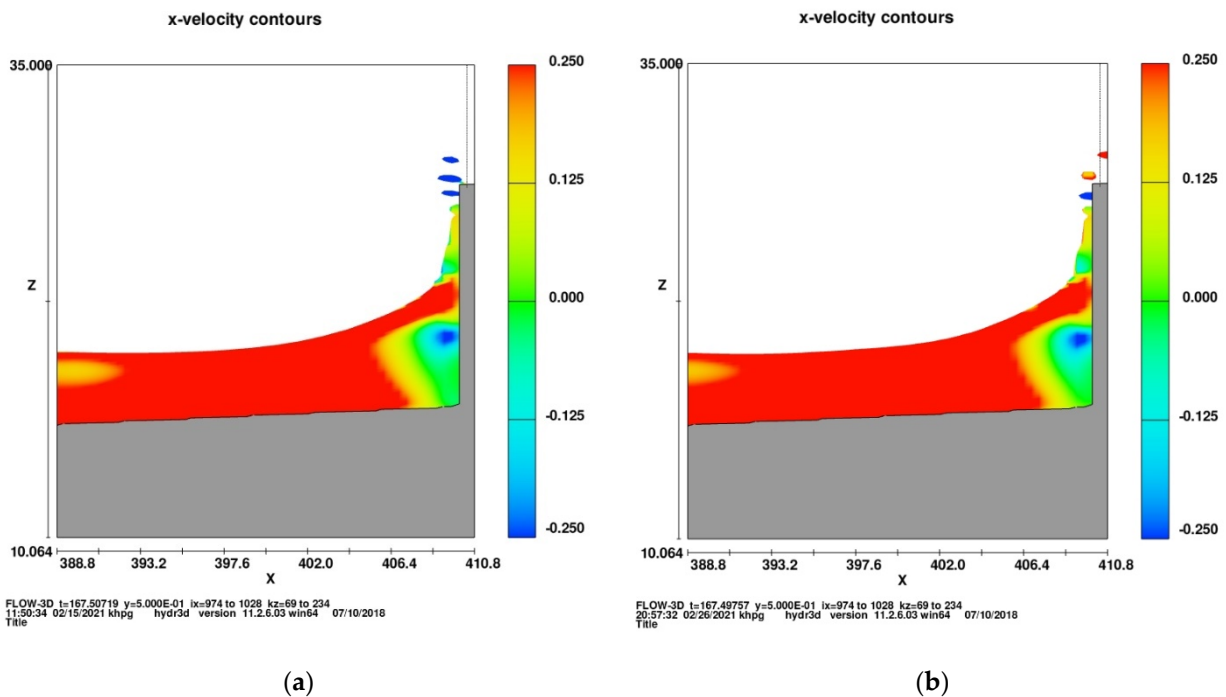 x-velocity contours
35.000
Z
10.064
388.8 393.2 397.6 402.0 406.4 410.8
X
0.250
0.125
0.000
-0.125
-0.250
FLOW-3D t=167.50719 y=5.000E-01 ix=974 to 1028 kz=69 to 234
11:50:34 02/15/2021 khpg hydr3d version 11.2.6.03 win64 07/10/2018
Title
(a)
x-velocity contours
35.000
Z
10.064
388.8 393.2 397.6 402.0 406.4 410.8
X
0.250
0.125
0.000
-0.125
-0.250
FLOW-3D t=167.49757 y=5.000E-01 ix=974 to 1028 kz=69 to 234
20:57:32 02/26/2021 khpg hydr3d version 11.2.6.03 win64 07/10/2018
Title
(b)